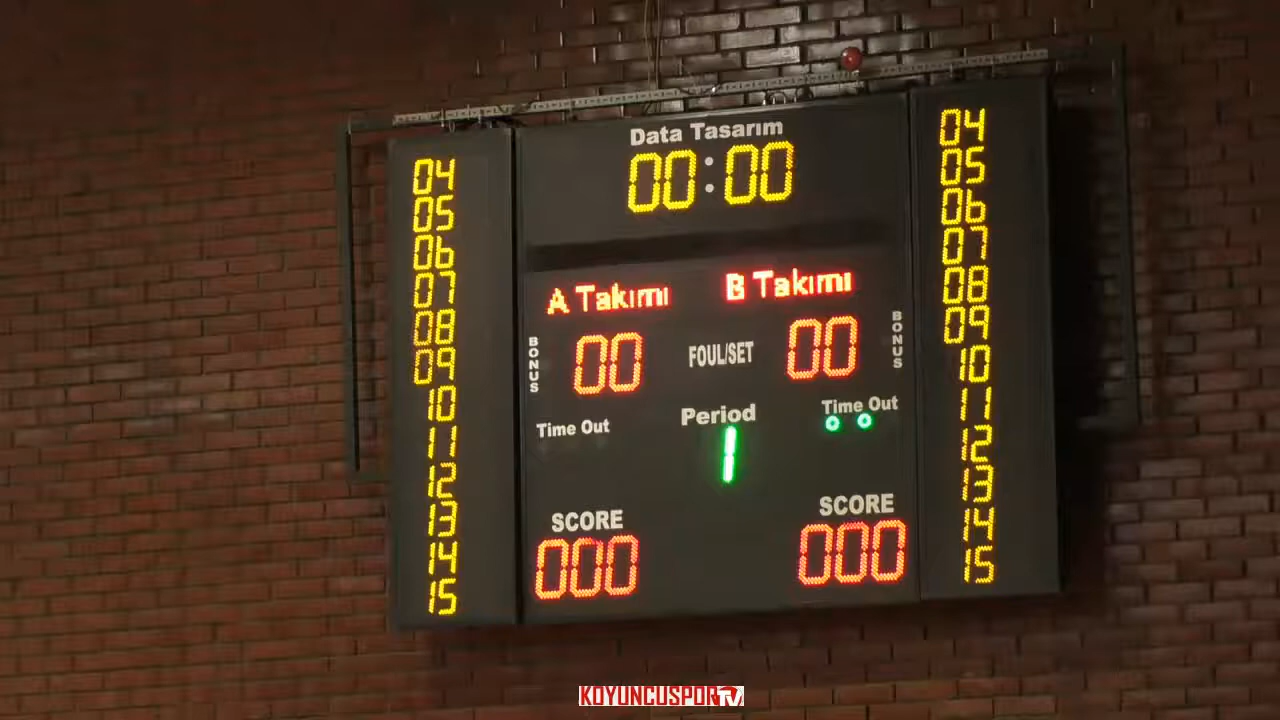 Data Tasarım
00:00
A Takımı B Takımı
BONUS 00 FOUL/SET 00 BONUS
Time Out Period Time Out
1
SCORE SCORE
000 000
04 04
05 05
06 06
07 07
08 08
09 09
10 10
11 11
12 12
13 13
14 14
15 15
KOYUNCUSPOR TV